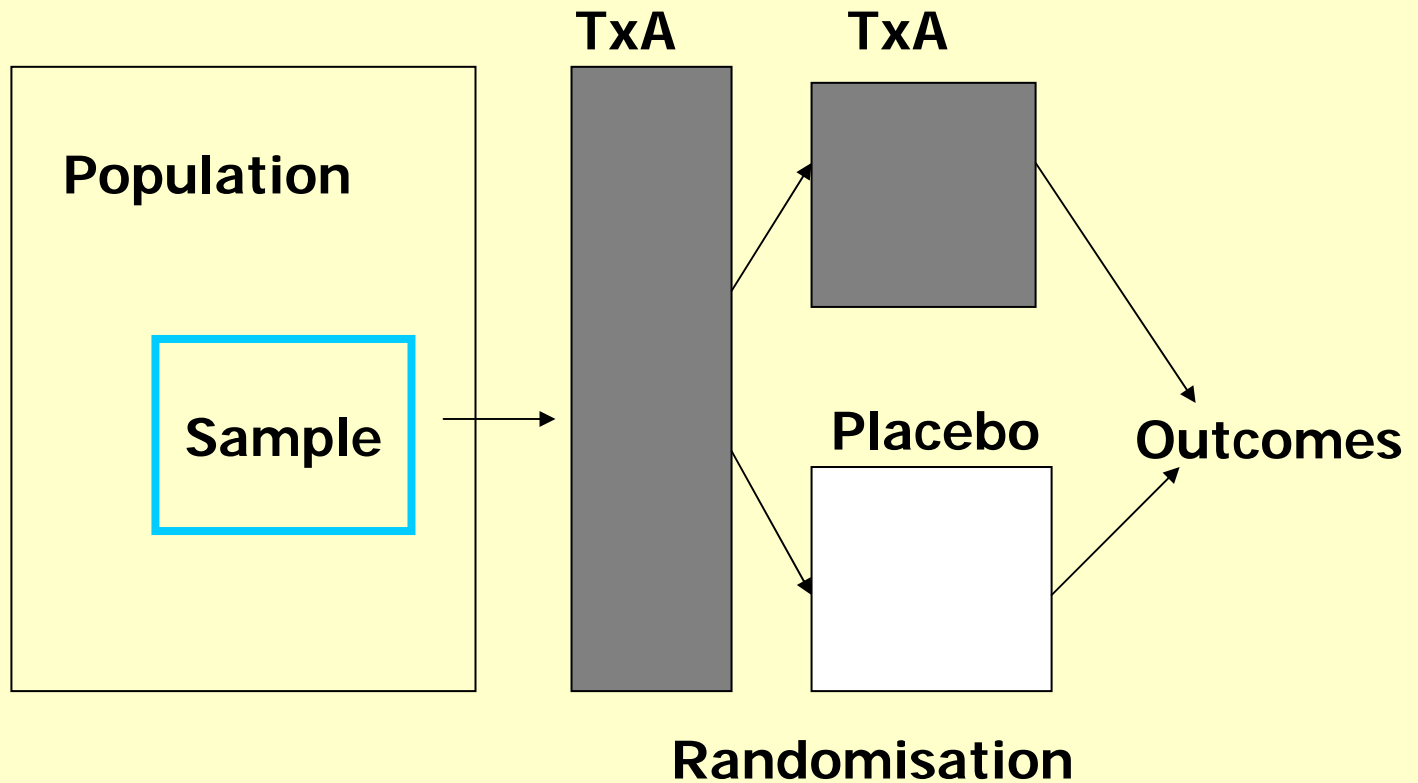 TxA TxA
Population
Sample
Placebo
Outcomes
Randomisation